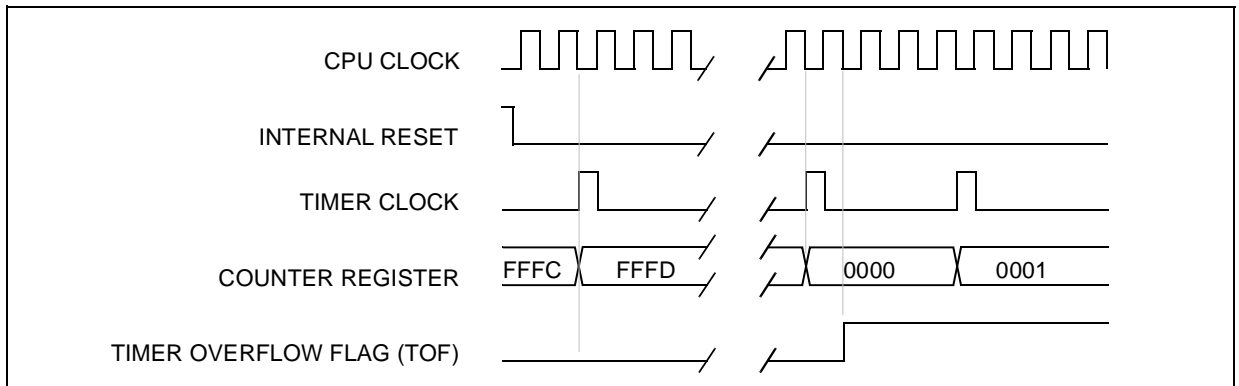 CPU CLOCK
INTERNAL RESET
TIMER CLOCK
COUNTER REGISTER
FFFC
FFFD
0000
0001
TIMER OVERFLOW FLAG (TOF)